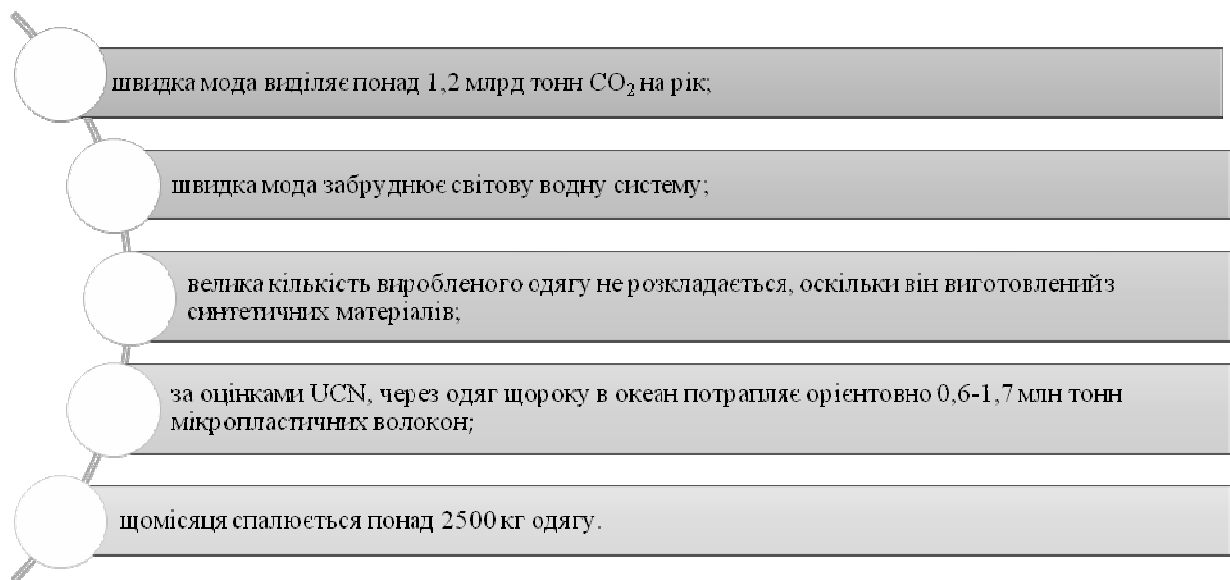 швидка мода виділяє понад 1,2 млрд тонн CO₂ на рік;
швидка мода забруднює світову водну систему;
велика кількість виробленого одягу не розкладається, оскільки він виготовлений з
синтетичних матеріалів;
за оцінками UCN, через одяг щороку в океан потрапляє орієнтовно 0,6-1,7 млн тонн
мікропластичних волокон;
щомісяця спалюється понад 2500 кг одягу.